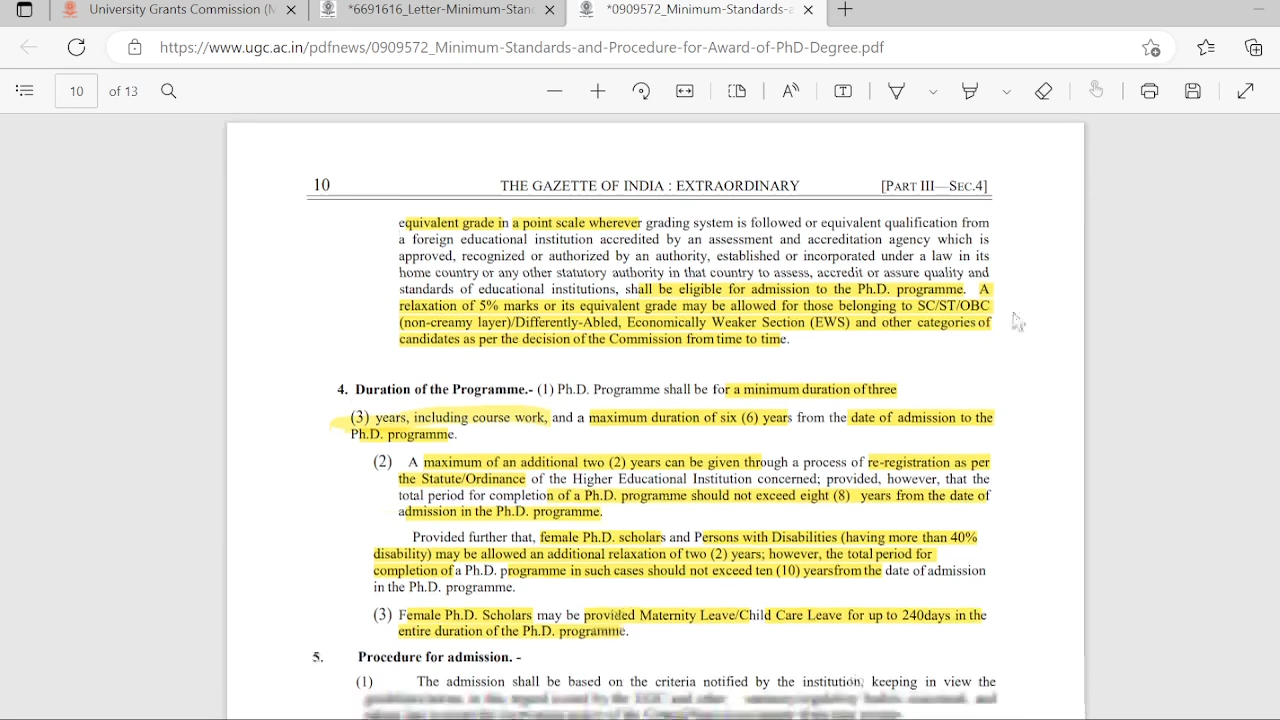 University Grants Commission (M
*6691616_Letter-Minimum-Stan
*0909572_Minimum-Standards-a
https://www.ugc.ac.in/pdfnews/0909572_Minimum-Standards-and-Procedure-for-Award-of-PhD-Degree.pdf
10 of 13
10 THE GAZETTE OF INDIA : EXTRAORDINARY [PART III—SEC.4]
equivalent grade in a point scale wherever grading system is followed or equivalent qualification from
a foreign educational institution accredited by an assessment and accreditation agency which is
approved, recognized or authorized by an authority, established or incorporated under a law in its
home country or any other statutory authority in that country to assess, accredit or assure quality and
standards of educational institutions, shall be eligible for admission to the Ph.D. programme. A
relaxation of 5% marks or its equivalent grade may be allowed for those belonging to SC/ST/OBC
(non-creamy layer)/Differently-Abled, Economically Weaker Section (EWS) and other categories of
candidates as per the decision of the Commission from time to time.
4. Duration of the Programme.- (1) Ph.D. Programme shall be for a minimum duration of three
(3) years, including course work, and a maximum duration of six (6) years from the date of admission to the
Ph.D. programme.
(2) A maximum of an additional two (2) years can be given through a process of re-registration as per
the Statute/Ordinance of the Higher Educational Institution concerned; provided, however, that the
total period for completion of a Ph.D. programme should not exceed eight (8) years from the date of
admission in the Ph.D. programme.
Provided further that, female Ph.D. scholars and Persons with Disabilities (having more than 40%
disability) may be allowed an additional relaxation of two (2) years; however, the total period for
completion of a Ph.D. programme in such cases should not exceed ten (10) yearsfrom the date of admission
in the Ph.D. programme.
(3) Female Ph.D. Scholars may be provided Maternity Leave/Child Care Leave for up to 240days in the
entire duration of the Ph.D. programme.
5. Procedure for admission. -
(1) The admission shall be based on the criteria notified by the institution, keeping in view the